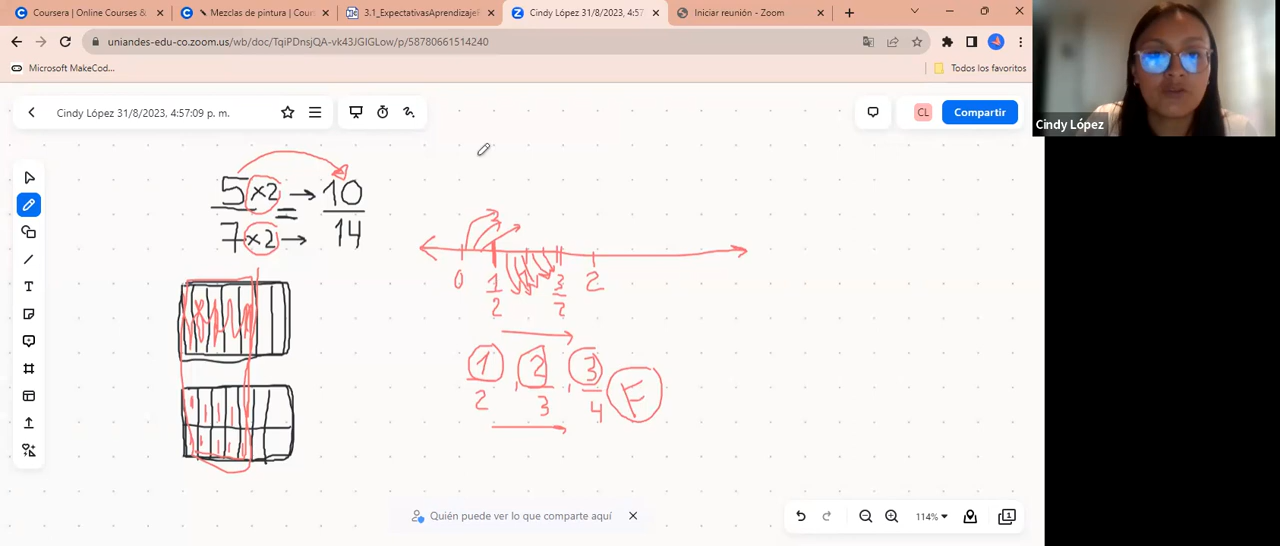 Coursera | Online Courses &
Mezclas de pintura | Cour
3.1_ExpectativasAprendizaje
Cindy López 31/8/2023, 4:57
Iniciar reunión - Zoom
uniandes-edu-co.zoom.us/wb/doc/TqiPDnsjQA-vk43JGIGLow/p/58780661514240
Microsoft MakeCod...
Todos los favoritos
Cindy López
Cindy López 31/8/2023, 4:57:09 p. m.
CL
Compartir
5 ×2 → 10
=
7 ×2 → 14
0 1/2 3/2 2
1/2 , 2/3 , 3/4 F
Quién puede ver lo que comparte aquí
114%
1